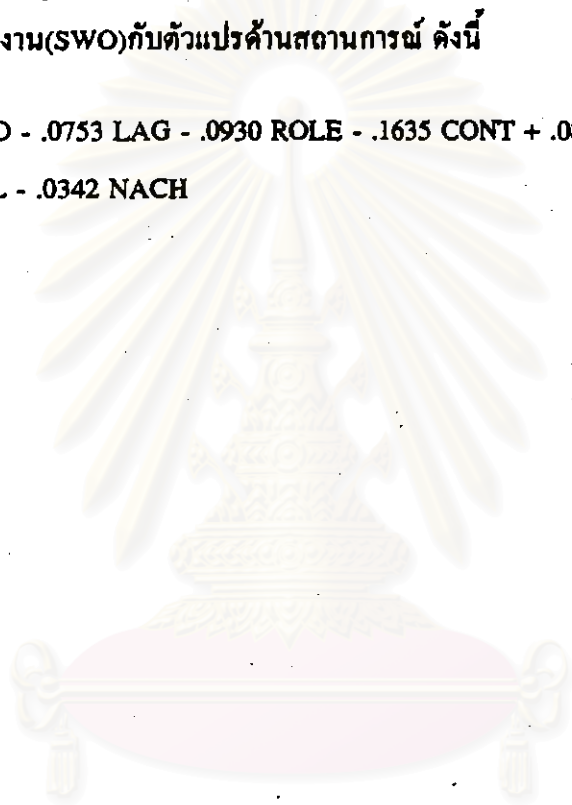 งาน(SWO)กับตัวแปรด้านสถานการณ์ ดังนี้
- .0753 LAG - .0930 ROLE - .1635 CONT +
- .0342 NACH